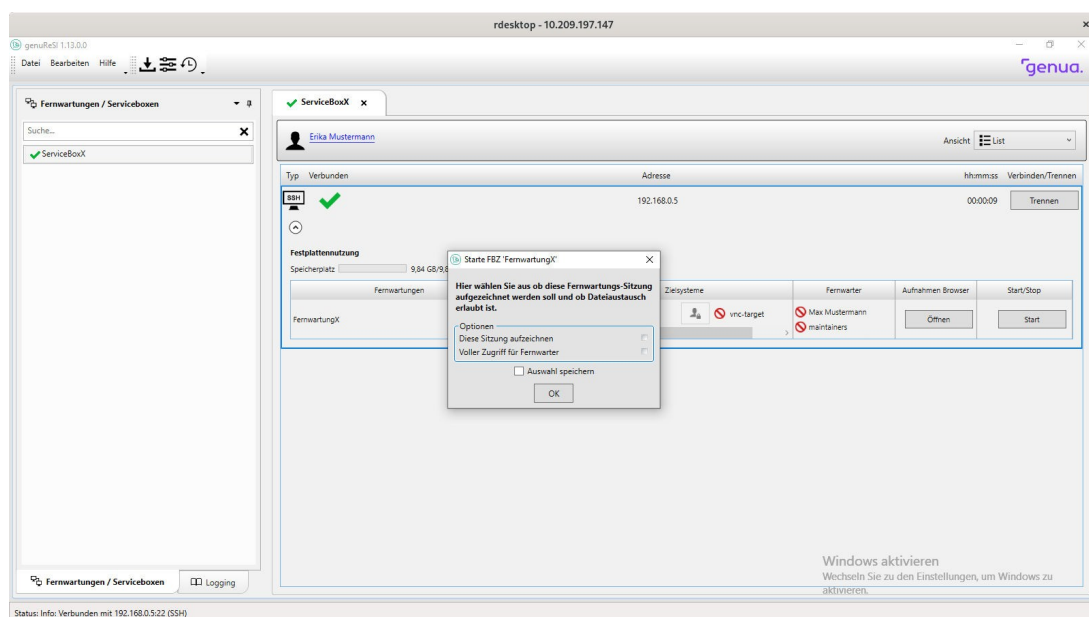 rdesktop - 10.209.197.147
genuReSI 1.13.0.0
Datei Bearbeiten Hilfe
genua.
Fernwartungen / Serviceboxen
Suche...
ServiceBoxX
ServiceBoxX
Erika Mustermann
Ansicht List
Typ Verbunden Adresse hh:mm:ss Verbinden/Trennen
SSH 192.168.0.5 00:00:09 Trennen
Festplattennutzung
Speicherplatz 9,84 GB/9,8
Fernwartungen Zielsysteme Fernwarter Aufnahmen Browser Start/Stop
FernwartungX vnc-target Max Mustermann maintainers Öffnen Start
Starte FBZ 'FernwartungX'
Hier wählen Sie aus ob diese Fernwartungs-Sitzung
aufgezeichnet werden soll und ob Dateiaustausch
erlaubt ist.
Optionen
Diese Sitzung aufzeichnen
Voller Zugriff für Fernwarter
Auswahl speichern
OK
Windows aktivieren
Wechseln Sie zu den Einstellungen, um Windows zu
aktivieren.
Fernwartungen / Serviceboxen Logging
Status: Info: Verbunden mit 192.168.0.5:22 (SSH)